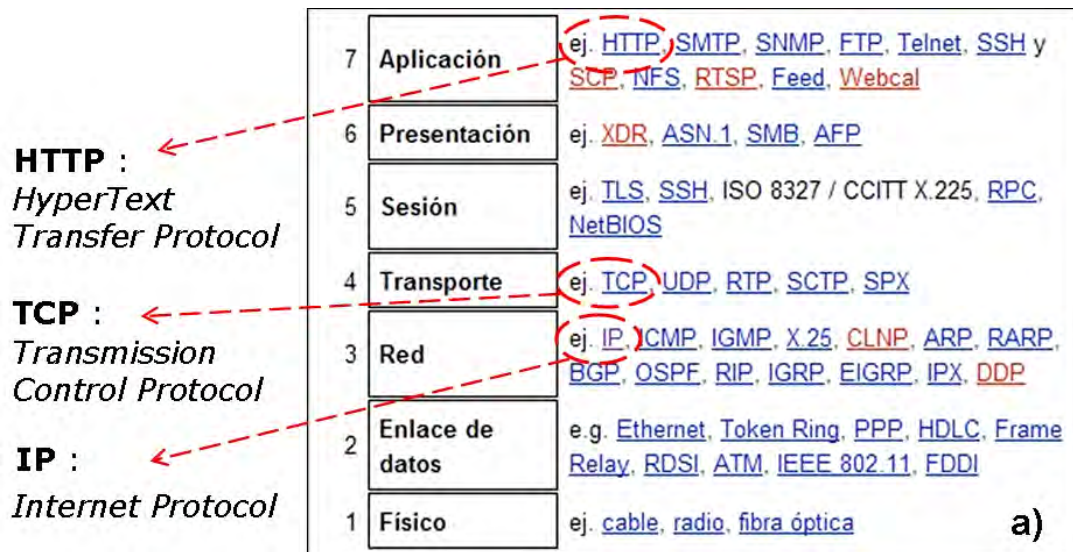 7 Aplicación ej. HTTP, SMTP, SNMP, FTP, Telnet, SSH y
SCP, NFS, RTSP, Feed, Webcal
6 Presentación ej. XDR, ASN.1, SMB, AFP
5 Sesión ej. TLS, SSH, ISO 8327 / CCITT X.225, RPC,
NetBIOS
4 Transporte ej. TCP, UDP, RTP, SCTP, SPX
3 Red ej. IP, ICMP, IGMP, X.25, CLNP, ARP, RARP,
BGP, OSPF, RIP, IGRP, EIGRP, IPX, DDP
2 Enlace de datos e.g. Ethernet, Token Ring, PPP, HDLC, Frame
Relay, RDSI, ATM, IEEE 802.11, FDDI
1 Físico ej. cable, radio, fibra óptica
a)
HTTP :
HyperText
Transfer Protocol
TCP :
Transmission
Control Protocol
IP :
Internet Protocol